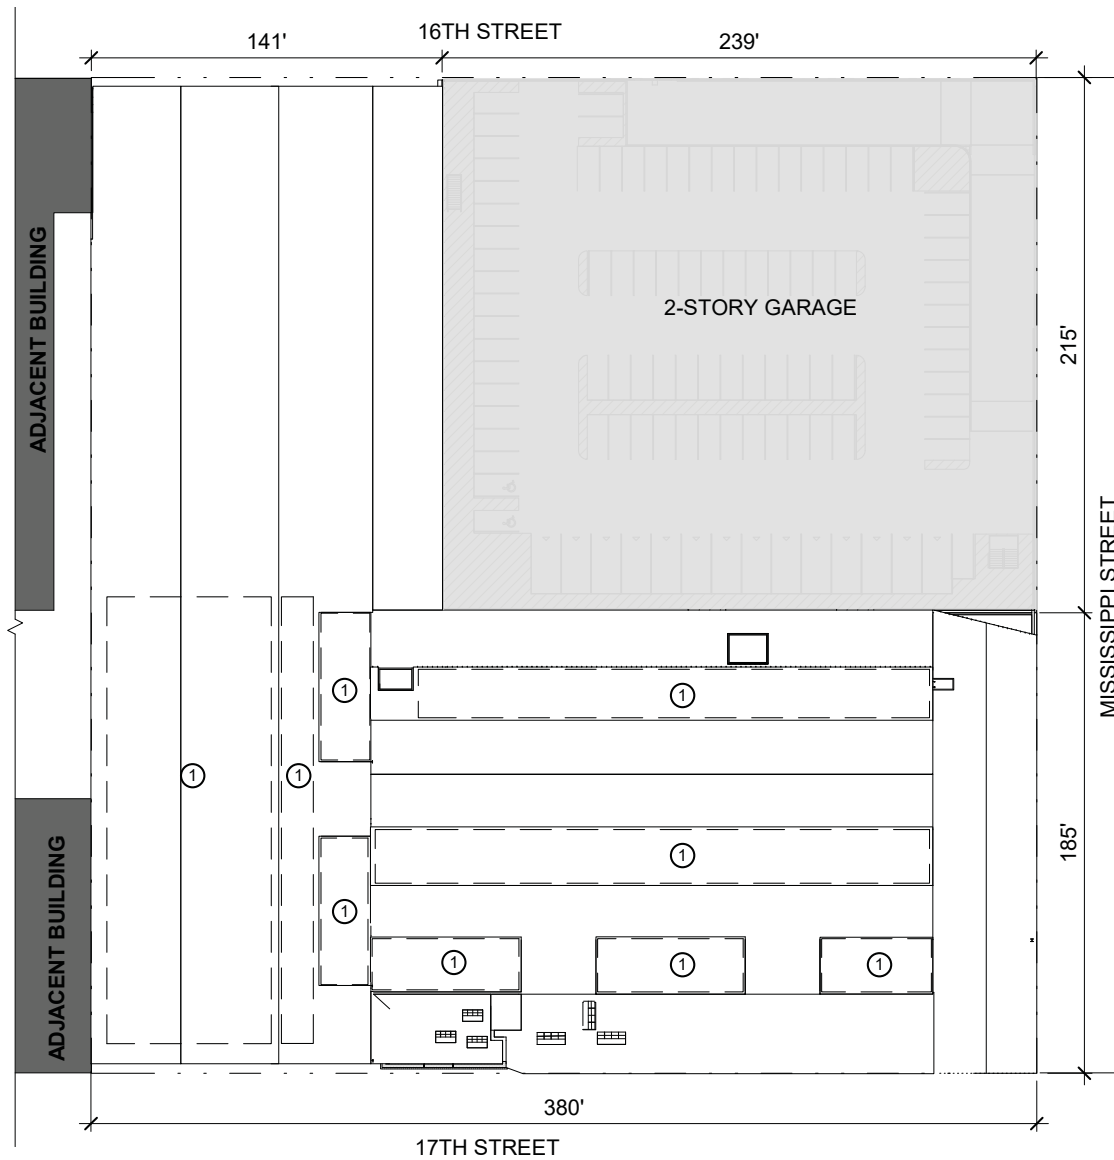 16TH STREET
141'
239'
ADJACENT BUILDING
2-STORY GARAGE
215'
MISSISSIPPI STREET
1
1
1
1
185'
1
1
1
1
1
ADJACENT BUILDING
380'
17TH STREET